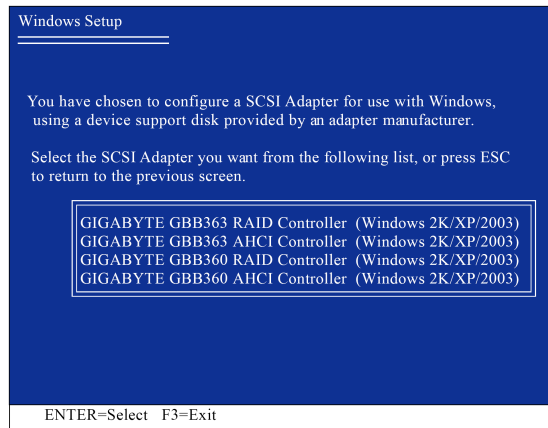 Windows Setup
You have chosen to configure a SCSI Adapter for use with Windows,
using a device support disk provided by an adapter manufacturer.
Select the SCSI Adapter you want from the following list, or press ESC
to return to the previous screen.
GIGABYTE GBB363 RAID Controller (Windows 2K/XP/2003)
GIGABYTE GBB363 AHCI Controller (Windows 2K/XP/2003)
GIGABYTE GBB360 RAID Controller (Windows 2K/XP/2003)
GIGABYTE GBB360 AHCI Controller (Windows 2K/XP/2003)
ENTER=Select F3=Exit